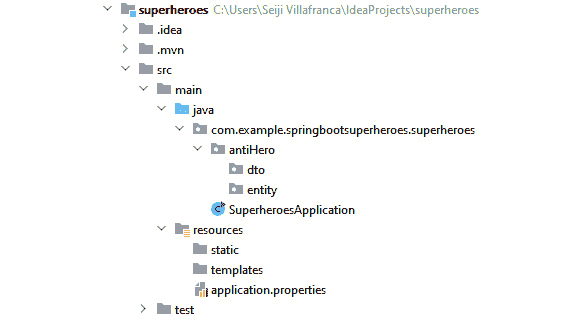 superheroes C:\Users\Seiji Villafranca\IdeaProjects\superheroes
.idea
.mvn
src
main
java
com.example.springbootsuperheroes.superheroes
antiHero
dto
entity
SuperheroesApplication
resources
static
templates
application.properties
test